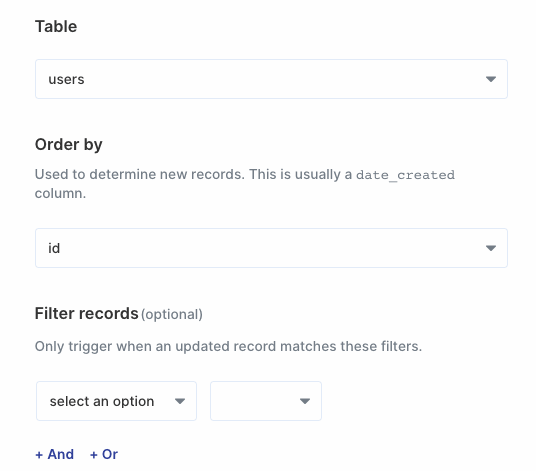 Table
users
Order by
Used to determine new records. This is usually a date_created
column.
id
Filter records (optional)
Only trigger when an updated record matches these filters.
select an option
+ And + Or